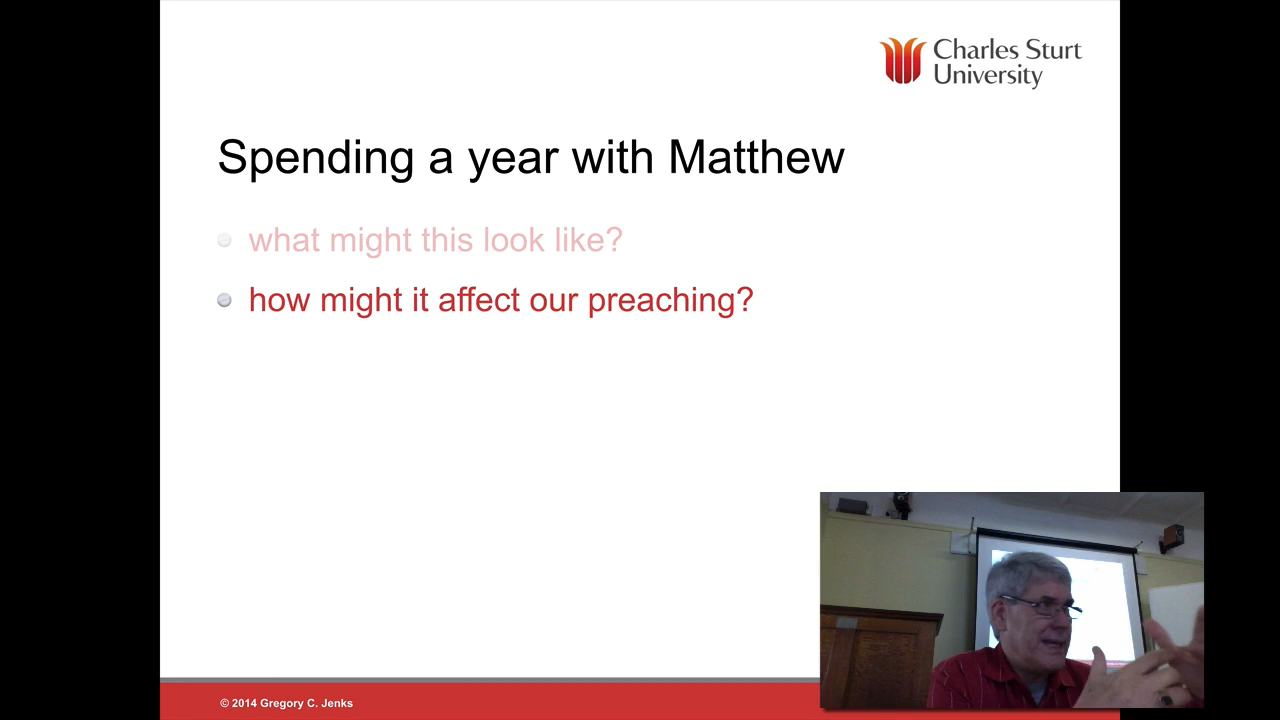 Charles Sturt
University
Spending a year with Matthew
what might this look like?
how might it affect our preaching?
© 2014 Gregory C. Jenks